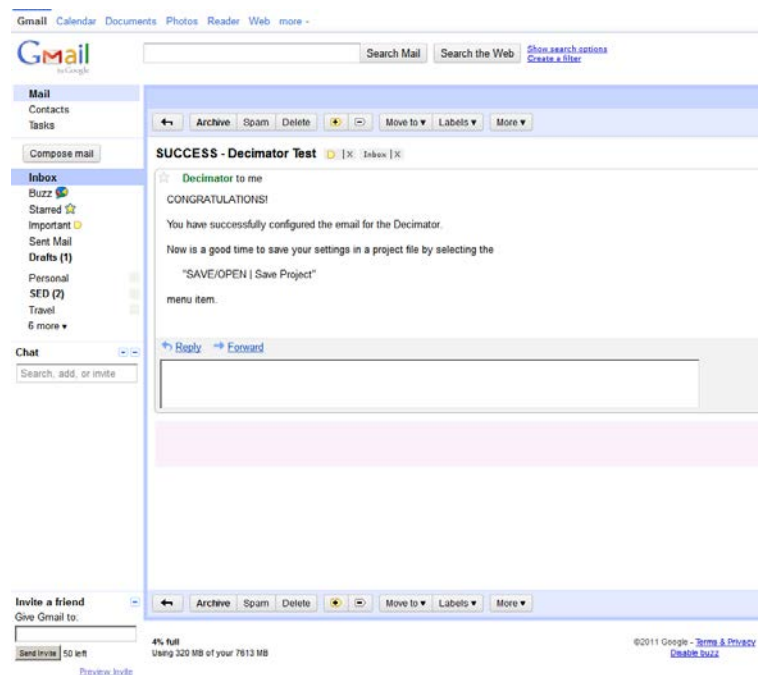 Gmail Calendar Documents Photos Reader Web more
Gmail
by Google
Search Mail Search the Web Show search options
Create a filter
Mail
Contacts
Tasks
Compose mail
Inbox
Buzz
Starred
Important
Sent Mail
Drafts (1)
Personal
SED (2)
Travel
6 more ▾
Chat
Search, add, or invite
Archive Spam Delete Move to ▾ Labels ▾ More ▾
SUCCESS - Decimator Test | X Inbox | X
Decimator to me
CONGRATULATIONS!
You have successfully configured the email for the Decimator.
Now is a good time to save your settings in a project file by selecting the
"SAVE/OPEN | Save Project"
menu item.
Reply Forward
Archive Spam Delete Move to ▾ Labels ▾ More ▾
Invite a friend
Give Gmail to:
Send Invite 50 left
Preview Invite
4% full
Using 320 MB of your 7613 MB
©2011 Google - Terms & Privacy
Disable buzz